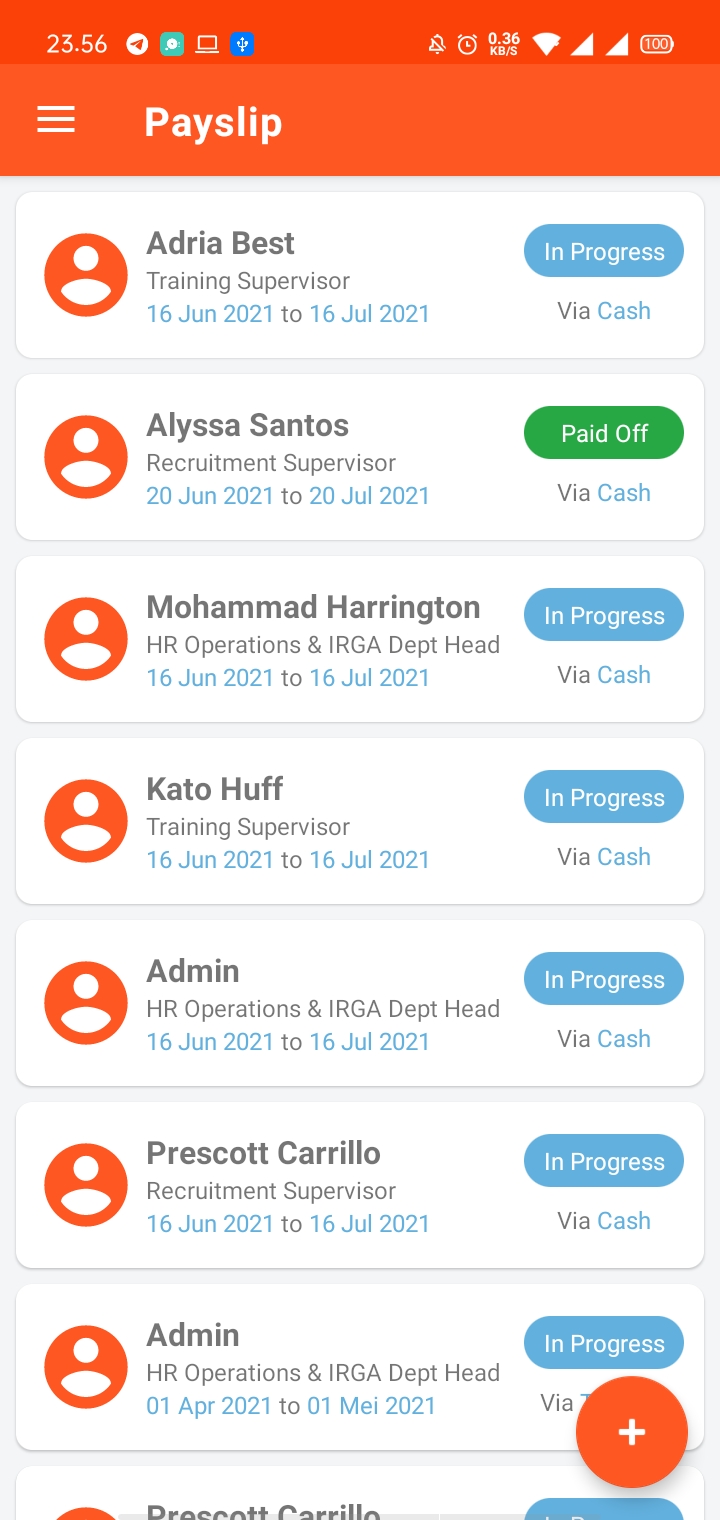 23.56
0.36
KB/S
100
Payslip
Adria Best
Training Supervisor
16 Jun 2021 to 16 Jul 2021
In Progress
Via Cash
Alyssa Santos
Recruitment Supervisor
20 Jun 2021 to 20 Jul 2021
Paid Off
Via Cash
Mohammad Harrington
HR Operations & IRGA Dept Head
16 Jun 2021 to 16 Jul 2021
In Progress
Via Cash
Kato Huff
Training Supervisor
16 Jun 2021 to 16 Jul 2021
In Progress
Via Cash
Admin
HR Operations & IRGA Dept Head
16 Jun 2021 to 16 Jul 2021
In Progress
Via Cash
Prescott Carrillo
Recruitment Supervisor
16 Jun 2021 to 16 Jul 2021
In Progress
Via Cash
Admin
HR Operations & IRGA Dept Head
01 Apr 2021 to 01 Mei 2021
In Progress
Via
+
Prescott Carrillo